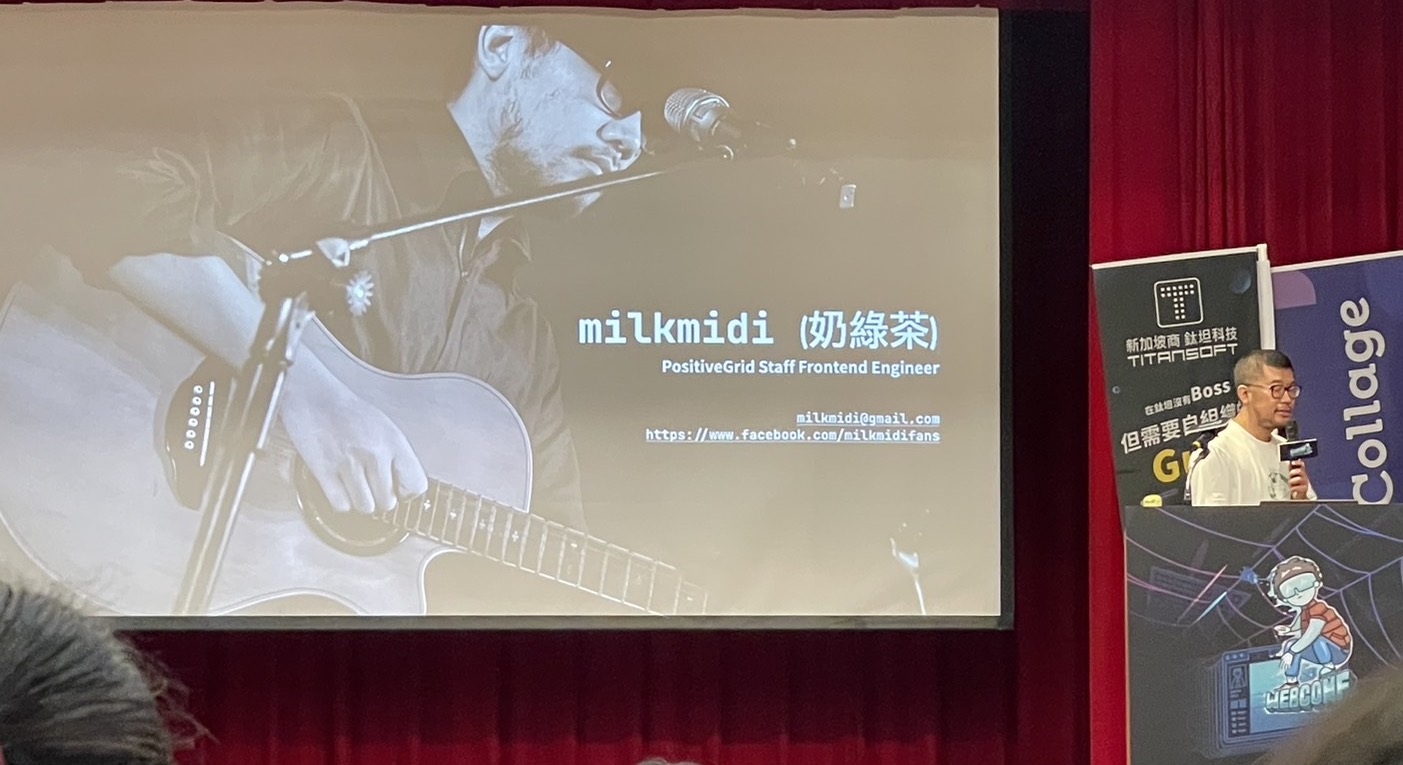 milkmidi (奶綠茶)
PositiveGrid Staff Frontend Engineer
milkmidi@gmail.com
https://www.facebook.com/milkmidifans
T
新加坡商 鈦坦科技
TITANSOFT
在鈦坦沒有Boss
但需要自組織
Collage
WEBCONF